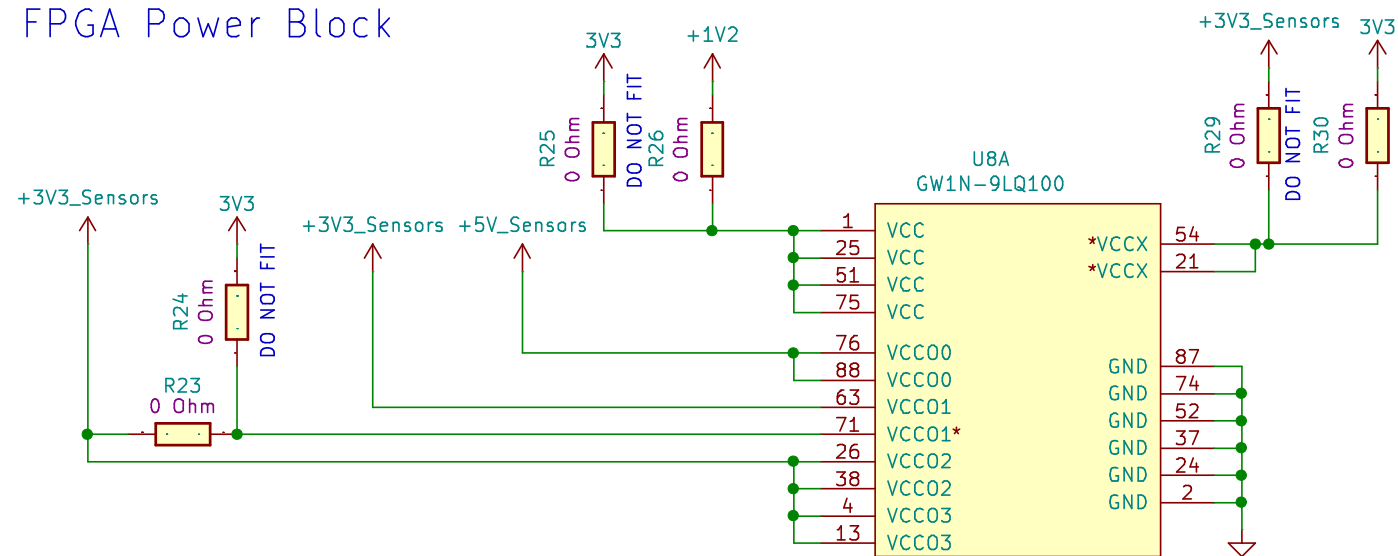 FPGA Power Block
+3V3_Sensors
3V3
R24
0 Ohm
DO NOT FIT
R23
0 Ohm
+3V3_Sensors
+5V_Sensors
3V3
R25
0 Ohm
DO NOT FIT
+1V2
R26
0 Ohm
U8A
GW1N-9LQ100
1 VCC
25 VCC
51 VCC
75 VCC
76 VCCO0
88 VCCO0
63 VCCO1
71 VCCO1*
26 VCCO2
38 VCCO2
4 VCCO3
13 VCCO3
*VCCX 54
*VCCX 21
GND 87
GND 74
GND 52
GND 37
GND 24
GND 2
+3V3_Sensors
R29
0 Ohm
DO NOT FIT
3V3
R30
0 Ohm